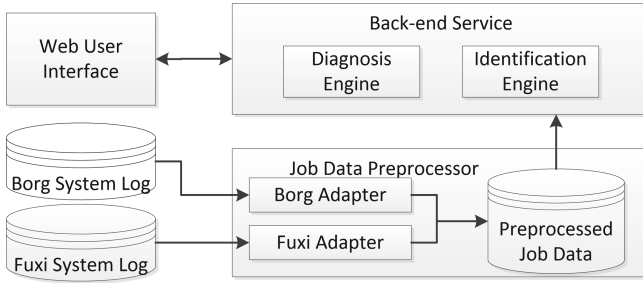 Web User
Interface
Back-end Service
Diagnosis
Engine
Identification
Engine
Borg System Log
Fuxi System Log
Job Data Preprocessor
Borg Adapter
Fuxi Adapter
Preprocessed
Job Data